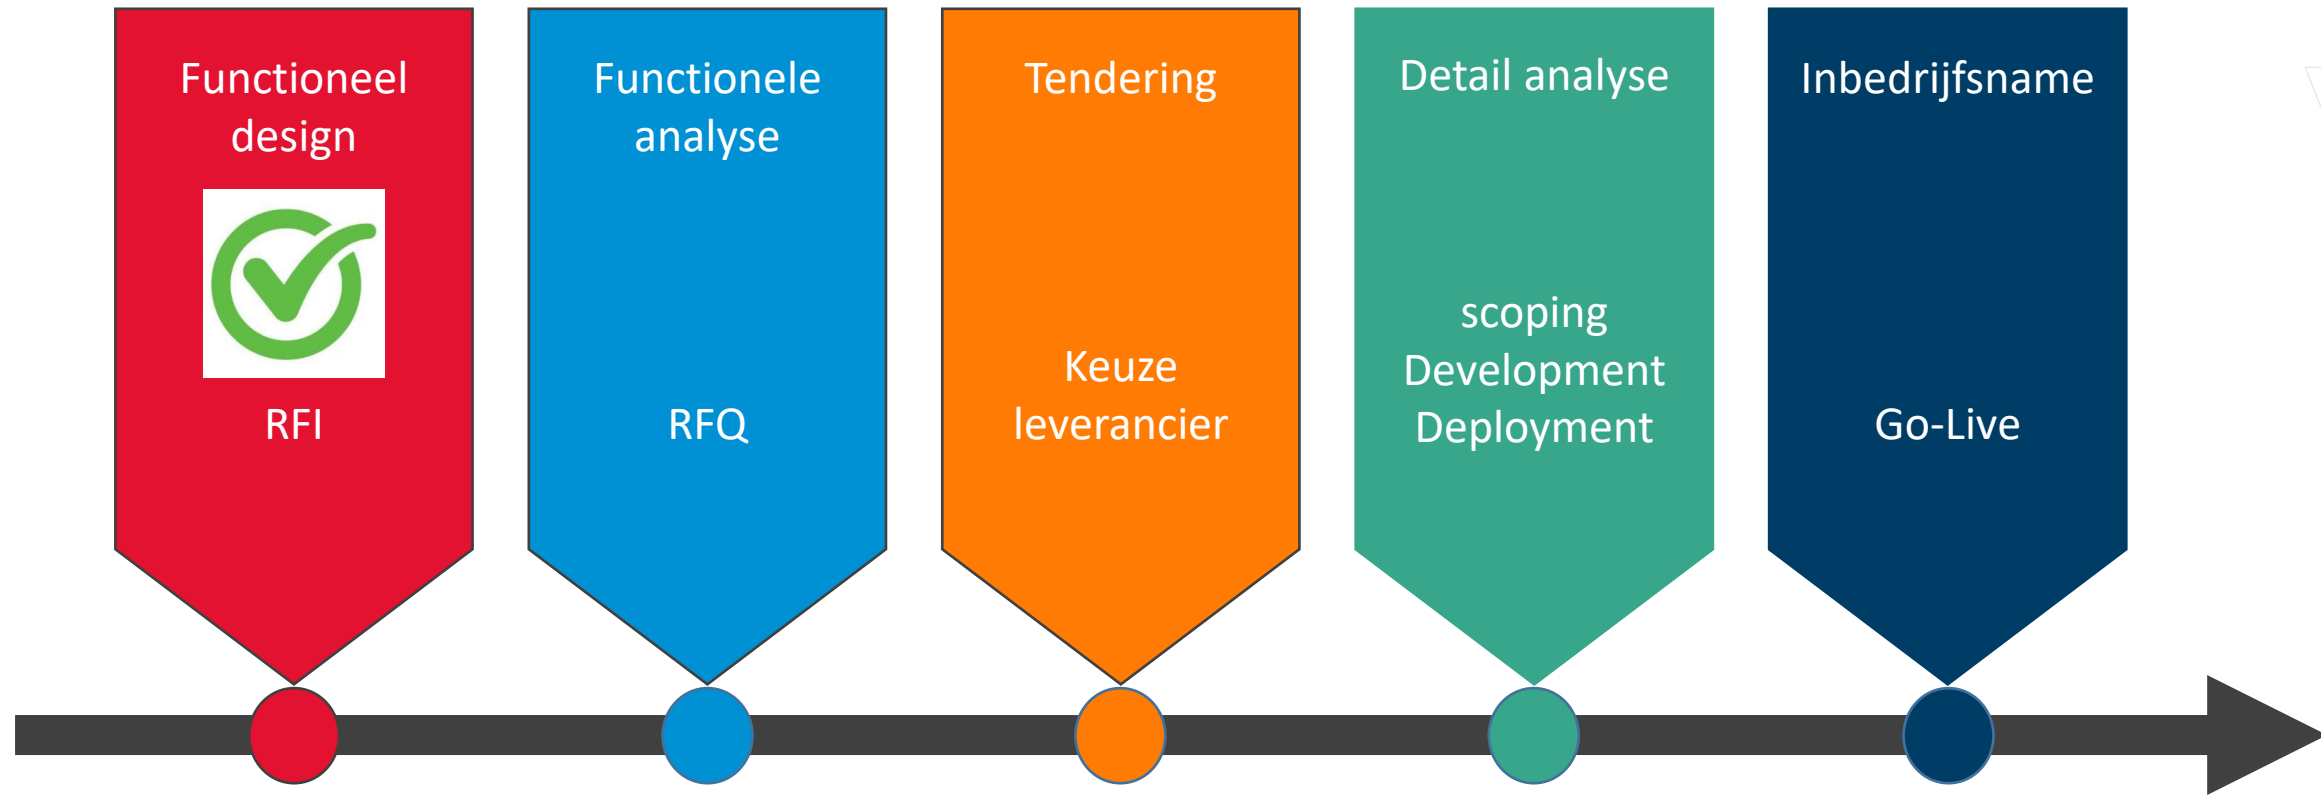 Functioneel
design
RFI
Functionele
analyse
RFQ
Tendering
Keuze
leverancier
Detail analyse
scoping
Development
Deployment
Inbedrijfsname
Go-Live